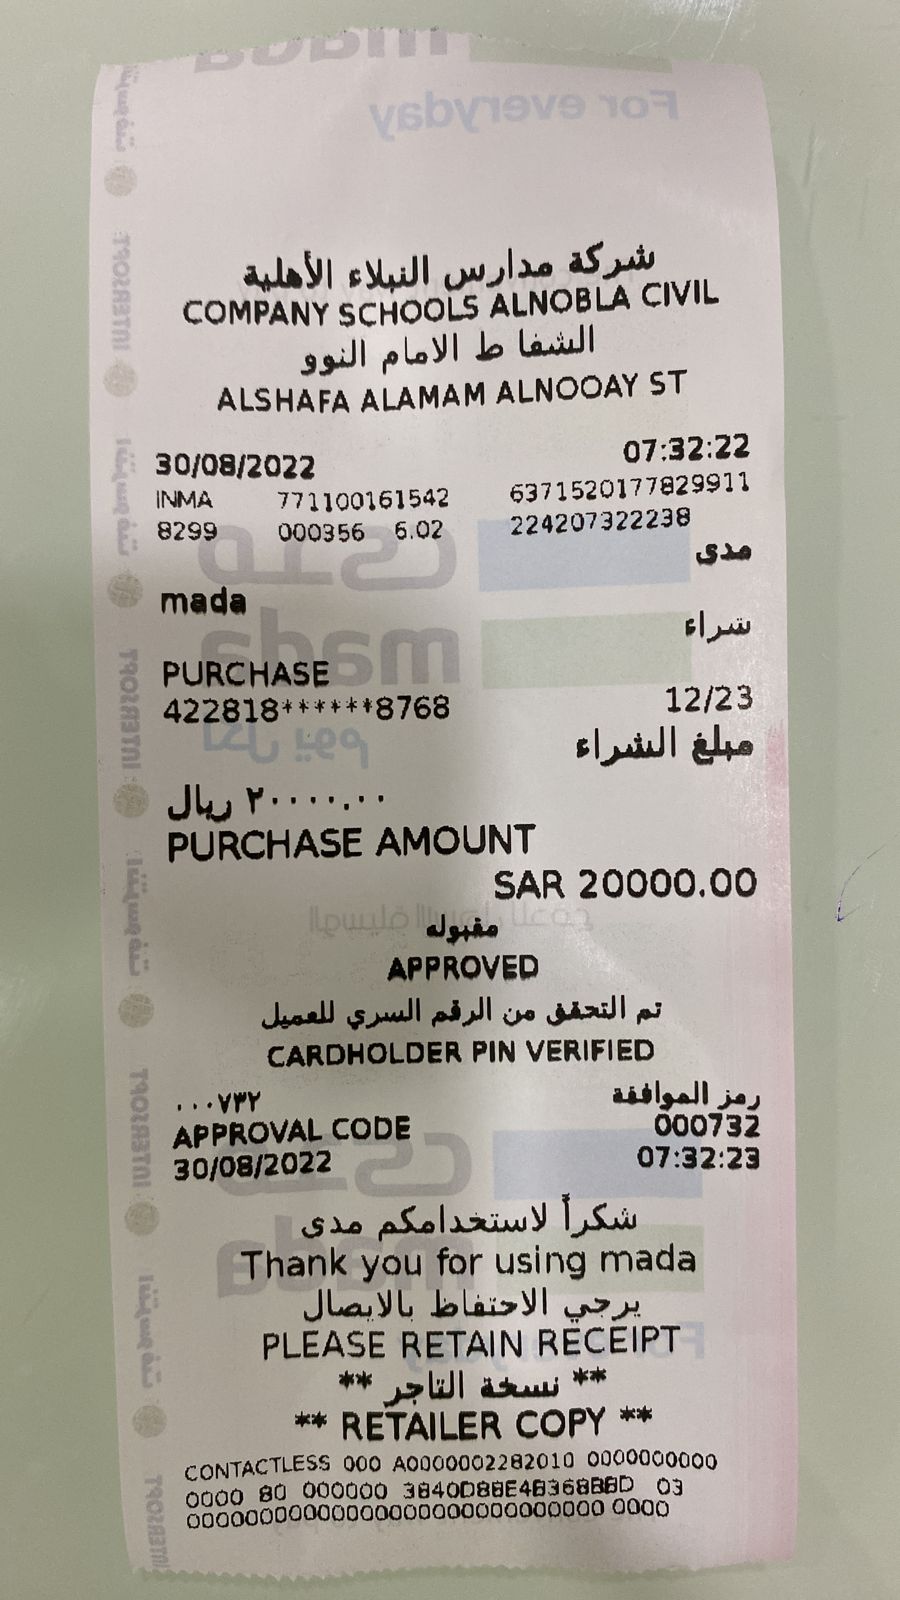 شركة مدارس النبلاء الأهلية
COMPANY SCHOOLS ALNOBLA CIVIL
الشفا ط الامام النوو
ALSHAFA ALAMAM ALNOOAY ST
30/08/2022 07:32:22
INMA 771100161542 6371520177829911
8299 000356 6.02 224207322238
مدى
mada
شراء
PURCHASE
422818******8768 12/23
مبلغ الشراء
٢٠٠٠٠.٠٠ ريال
PURCHASE AMOUNT
SAR 20000.00
مقبوله
APPROVED
تم التحقق من الرقم السري للعميل
CARDHOLDER PIN VERIFIED
رمز الموافقة ٠٠٠٧٣٢
APPROVAL CODE 000732
30/08/2022 07:32:23
شكراً لاستخدامكم مدى
Thank you for using mada
يرجي الاحتفاظ بالايصال
PLEASE RETAIN RECEIPT
** نسخة التاجر **
** RETAILER COPY **
CONTACTLESS 000 A0000002282010 0000000000
0000 80 000000 3840D88E4B368BBD 03